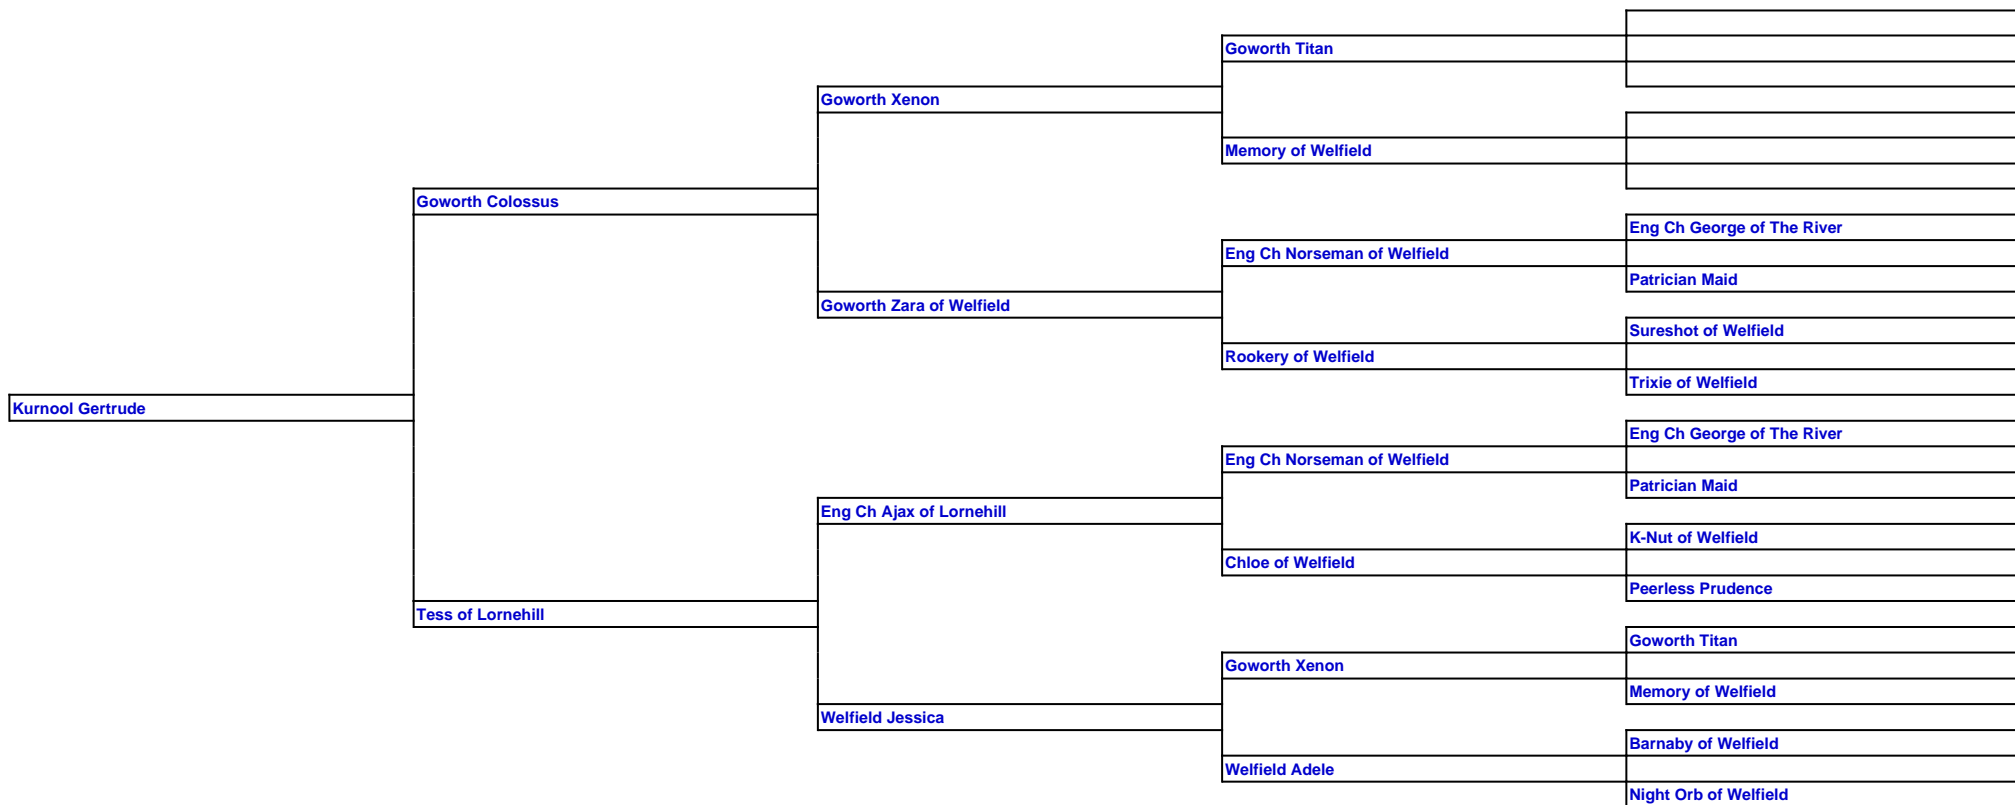 Goworth Titan
Goworth Xenon
Memory of Welfield
Goworth Colossus
Eng Ch George of The River
Eng Ch Norseman of Welfield
Patrician Maid
Goworth Zara of Welfield
Sureshot of Welfield
Rookery of Welfield
Trixie of Welfield
Kurnool Gertrude
Eng Ch George of The River
Eng Ch Norseman of Welfield
Patrician Maid
Eng Ch Ajax of Lornehill
K-Nut of Welfield
Chloe of Welfield
Peerless Prudence
Tess of Lornehill
Goworth Titan
Goworth Xenon
Memory of Welfield
Welfield Jessica
Barnaby of Welfield
Welfield Adele
Night Orb of Welfield